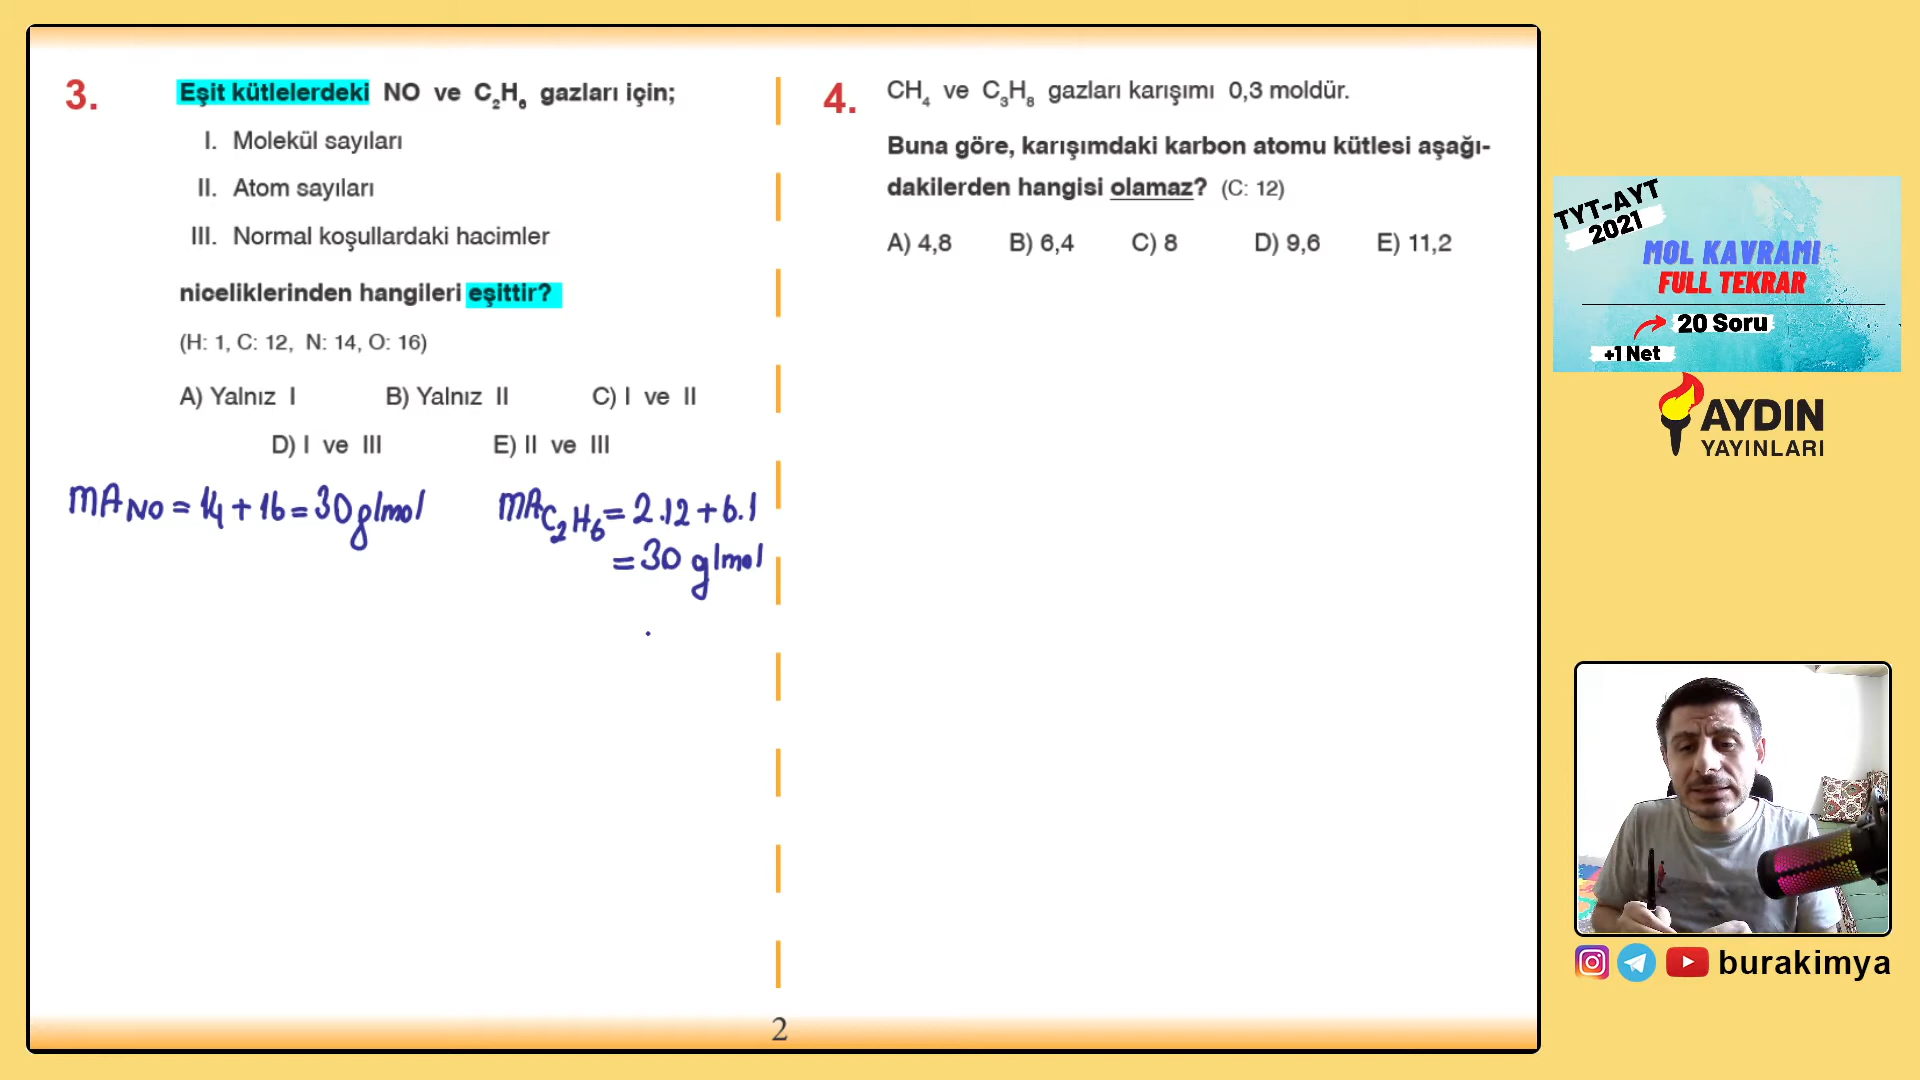 3. Eşit kütlelerdeki NO ve C₂H₆ gazları için;
I. Molekül sayıları
II. Atom sayıları
III. Normal koşullardaki hacimler
niceliklerinden hangileri eşittir?
(H: 1, C: 12, N: 14, O: 16)
A) Yalnız I B) Yalnız II C) I ve II
D) I ve III E) II ve III
MA NO = 14 + 16 = 30 g/mol
MA C₂H₆ = 2.12 + 6.1
= 30 g/mol
4. CH₄ ve C₃H₈ gazları karışımı 0,3 moldür.
Buna göre, karışımdaki karbon atomu kütlesi aşağı-
dakilerden hangisi olamaz? (C: 12)
A) 4,8 B) 6,4 C) 8 D) 9,6 E) 11,2
2
TYT-AYT
2021
MOL KAVRAMI
FULL TEKRAR
20 Soru
+1 Net
AYDIN
YAYINLARI
burakimya